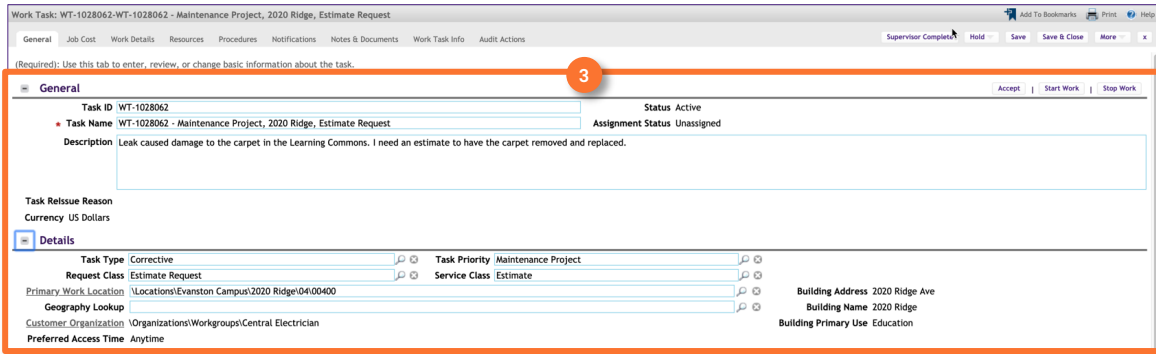 Work Task: WT-1028062-WT-1028062 - Maintenance Project, 2020 Ridge, Estimate Request Add To Bookmarks Print Help
General Job Cost Work Details Resources Procedures Notifications Notes & Documents Work Task Info Audit Actions Supervisor Complete Hold Save Save & Close More x
(Required): Use this tab to enter, review, or change basic information about the task.
3
General Accept | Start Work | Stop Work
Task ID WT-1028062 Status Active
* Task Name WT-1028062 - Maintenance Project, 2020 Ridge, Estimate Request Assignment Status Unassigned
Description Leak caused damage to the carpet in the Learning Commons. I need an estimate to have the carpet removed and replaced.
Task ReIssue Reason
Currency US Dollars
Details
Task Type Corrective Task Priority Maintenance Project
Request Class Estimate Request Service Class Estimate
Primary Work Location \Locations\Evanston Campus\2020 Ridge\04\00400 Building Address 2020 Ridge Ave
Geography Lookup Building Name 2020 Ridge
Customer Organization \Organizations\Workgroups\Central Electrician Building Primary Use Education
Preferred Access Time Anytime